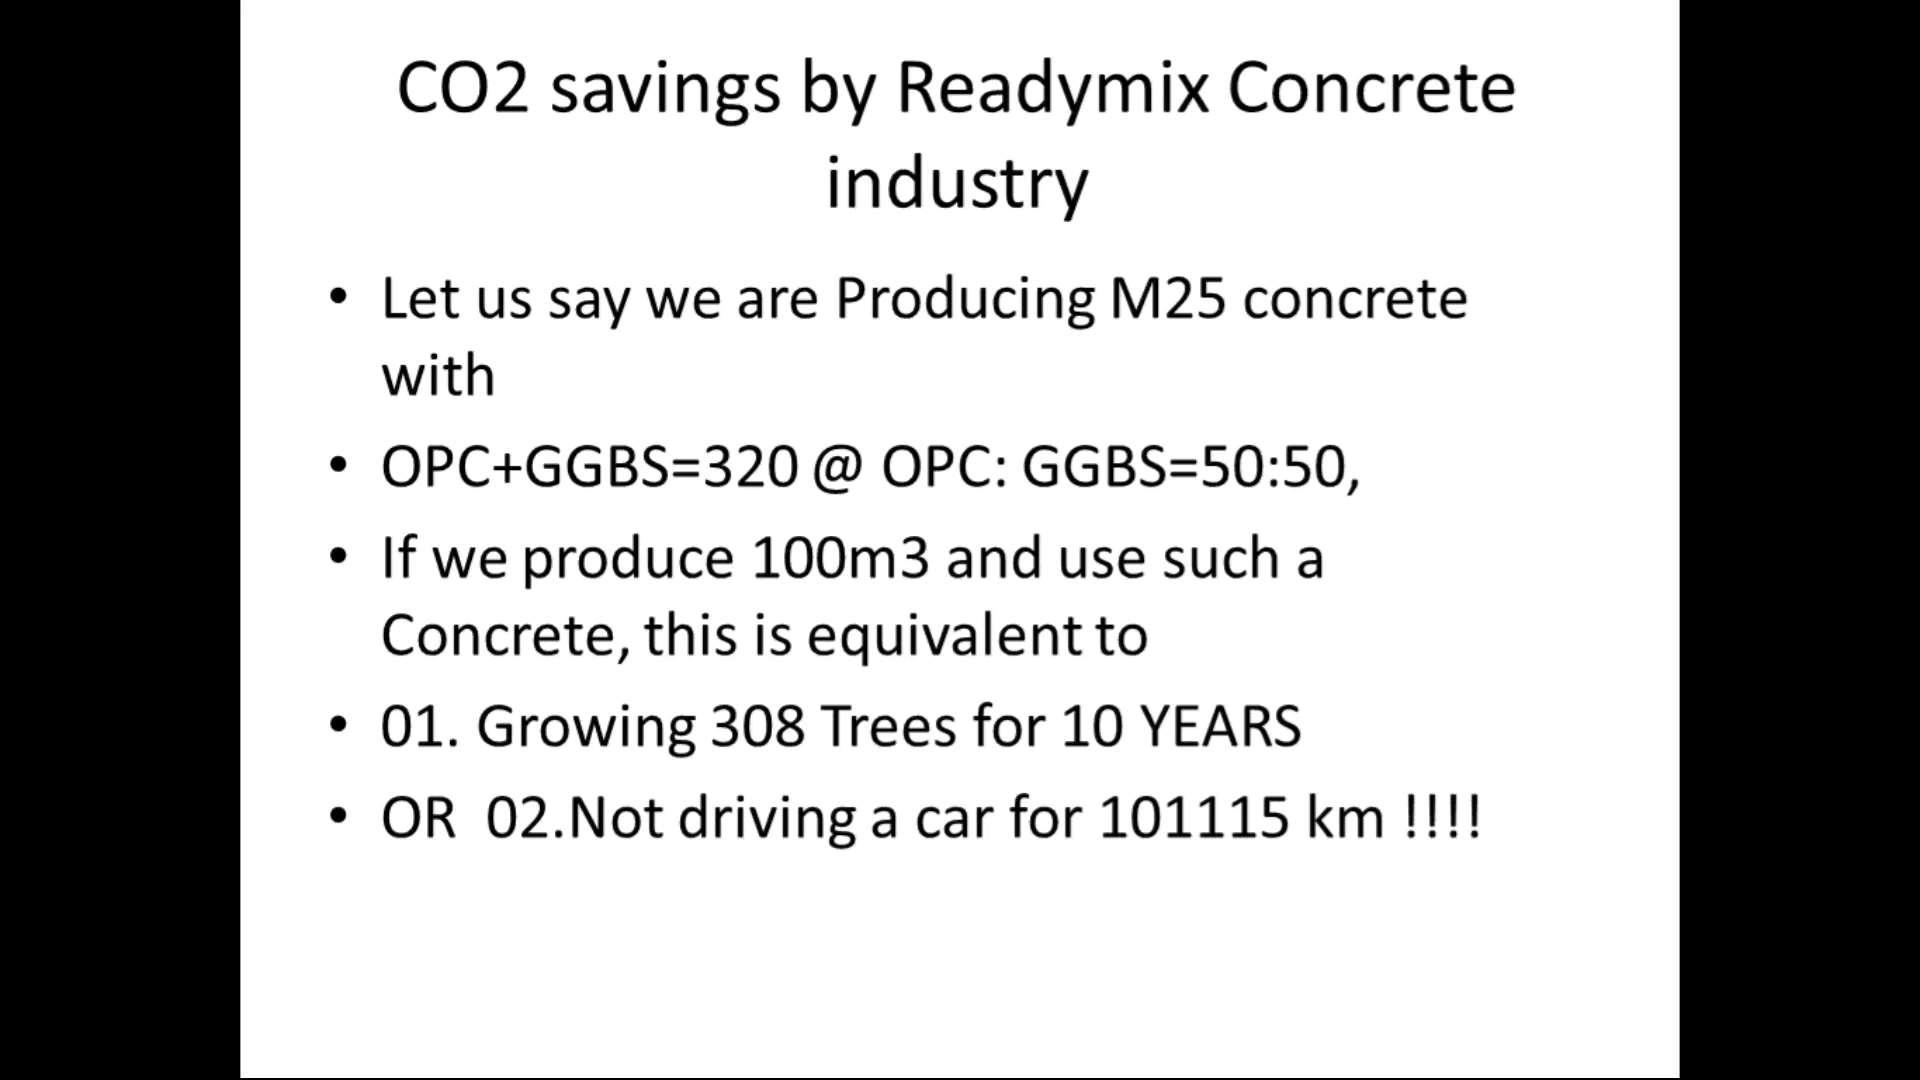 CO2 savings by Readymix Concrete
industry
• Let us say we are Producing M25 concrete
with
• OPC+GGBS=320 @ OPC: GGBS=50:50,
• If we produce 100m3 and use such a
Concrete, this is equivalent to
• 01. Growing 308 Trees for 10 YEARS
• OR  02.Not driving a car for 101115 km !!!!